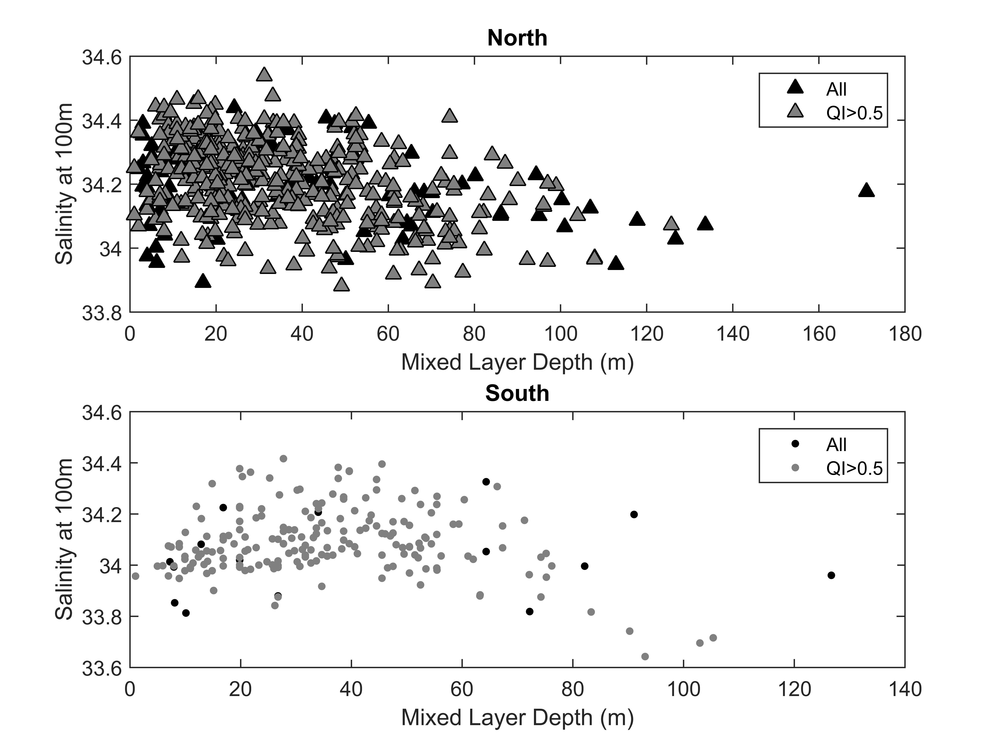 North
34.6
34.4
34.2
34
33.8
Salinity at 100m
All
QI>0.5
0 20 40 60 80 100 120 140 160 180
Mixed Layer Depth (m)
South
34.6
34.4
34.2
34
33.8
33.6
Salinity at 100m
All
QI>0.5
0 20 40 60 80 100 120 140
Mixed Layer Depth (m)